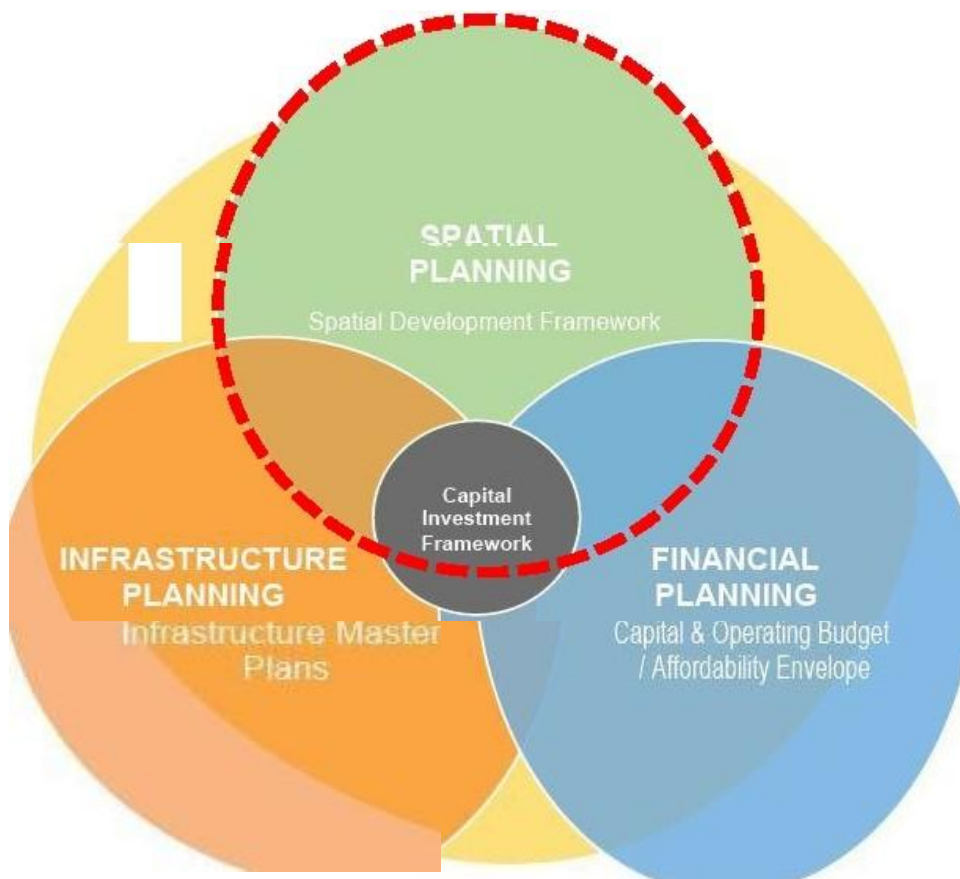 SPATIAL
PLANNING
Spatial Development Framework
Capital
Investment
Framework
INFRASTRUCTURE
PLANNING
Infrastructure Master
Plans
FINANCIAL
PLANNING
Capital & Operating Budget
/ Affordability Envelope